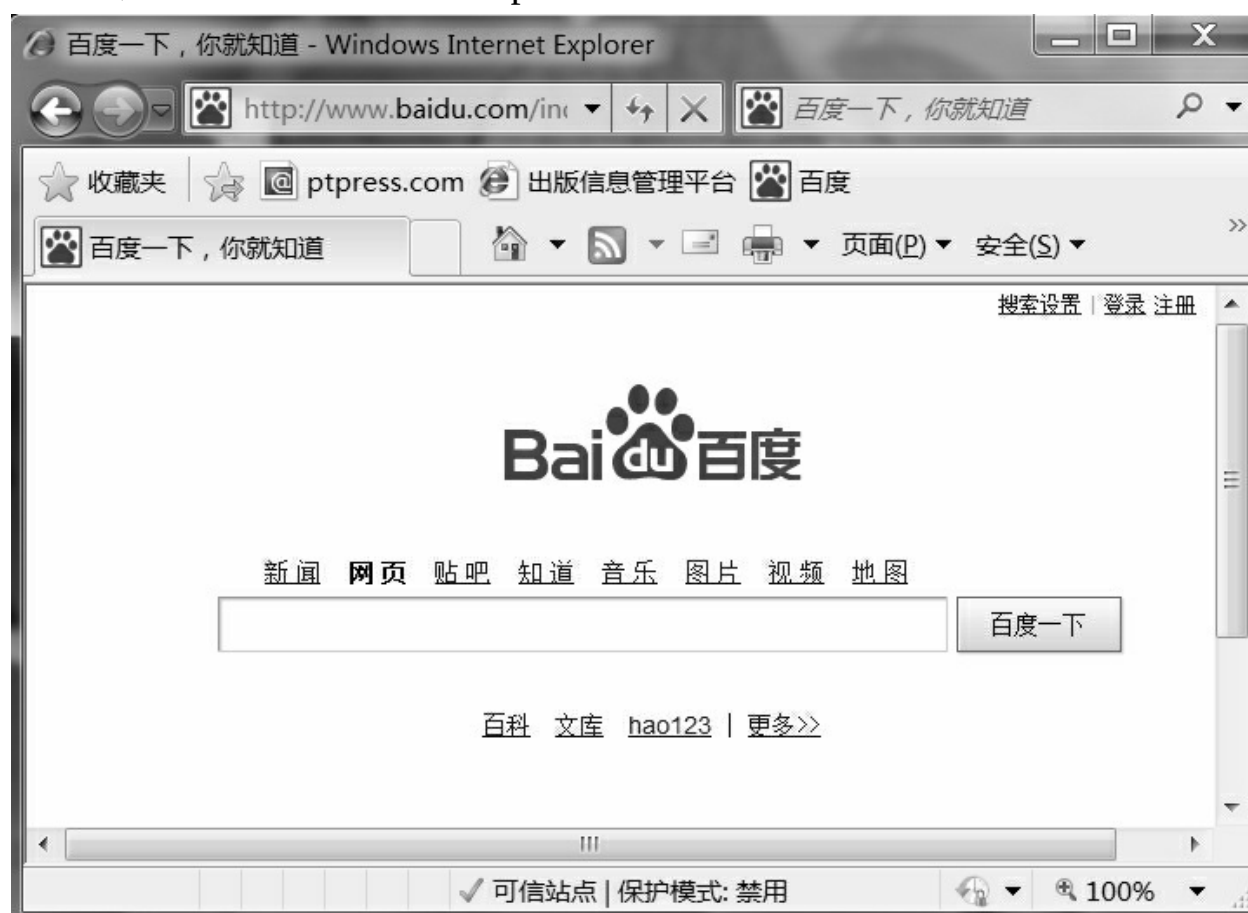 百度一下，你就知道 - Windows Internet Explorer
http://www.baidu.com/in 百度一下，你就知道
收藏夹 ptpress.com 出版信息管理平台 百度
百度一下，你就知道 页面(P) 安全(S) >>
搜索设置 | 登录 注册
Bai du 百度
新闻 网页 贴吧 知道 音乐 图片 视频 地图
百度一下
百科 文库 hao123 | 更多>>
可信站点 | 保护模式: 禁用 100%